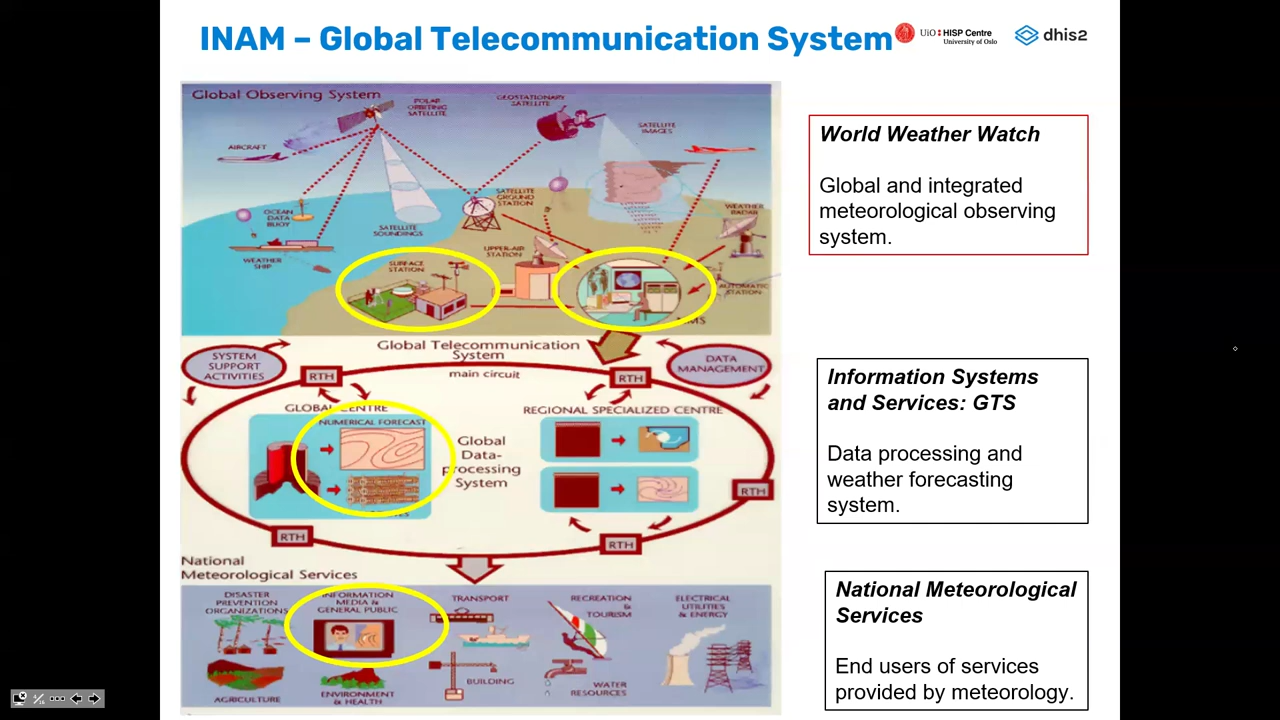 INAM – Global Telecommunication System
UiO HISP Centre
University of Oslo
dhis2
Global Observing System
POLAR
ORBITING
SATELLITE
GEOSTATIONARY
SATELLITE
SATELLITE
IMAGES
AIRCRAFT
SATELLITE
GROUND
STATION
OCEAN
DATA
BUOY
WEATHER
RADAR
SATELLITE
SOUNDINGS
WEATHER
SHIP
SURFACE
STATION
UPPER-AIR
STATION
AUTOMATIC
STATION
SYSTEM
SUPPORT
ACTIVITIES
Global Telecommunication
System
main circuit
DATA
MANAGEMENT
RTH
RTH
GLOBAL CENTRE
NUMERICAL FORECAST
REGIONAL SPECIALIZED CENTRE
Global
Data-
processing
System
RTH
RTH
RTH
National
Meteorological Services
DISASTER
PREVENTION
ORGANIZATIONS
INFORMATION
MEDIA &
GENERAL PUBLIC
TRANSPORT
RECREATION
&
TOURISM
ELECTRICAL
UTILITIES
& ENERGY
AGRICULTURE
ENVIRONMENT
& HEALTH
BUILDING
WATER
RESOURCES
World Weather Watch
Global and integrated
meteorological observing
system.
Information Systems
and Services: GTS
Data processing and
weather forecasting
system.
National Meteorological
Services
End users of services
provided by meteorology.